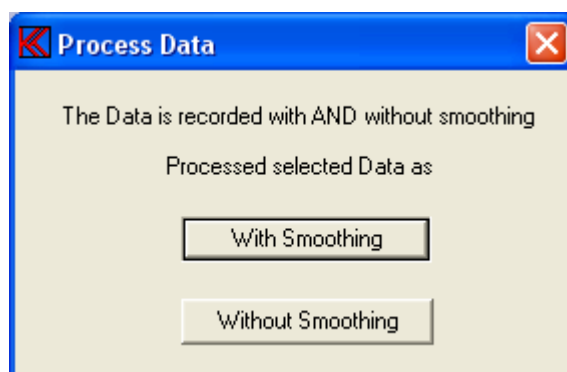 Process Data
The Data is recorded with AND without smoothing
Processed selected Data as
With Smoothing
Without Smoothing